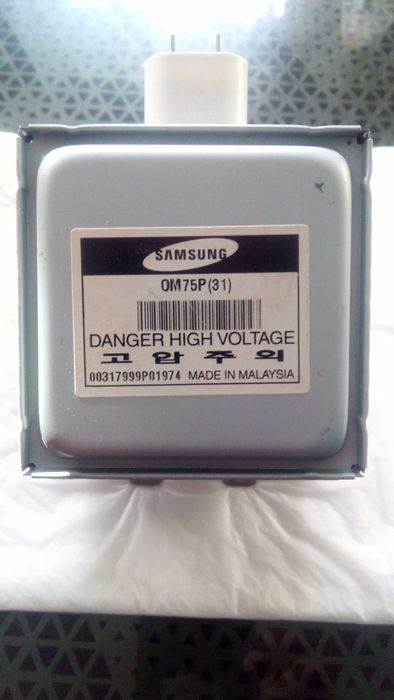 SAMSUNG
OM75P(31)
DANGER HIGH VOLTAGE
고 압 주 의
00317999P01974 MADE IN MALAYSIA